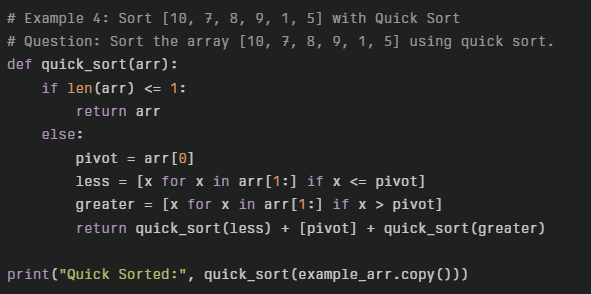 # Example 4: Sort [10, 7, 8, 9, 1, 5] with Quick Sort
# Question: Sort the array [10, 7, 8, 9, 1, 5] using quick sort.
def quick_sort(arr):
    if len(arr) <= 1:
        return arr
    else:
        pivot = arr[0]
        less = [x for x in arr[1:] if x <= pivot]
        greater = [x for x in arr[1:] if x > pivot]
        return quick_sort(less) + [pivot] + quick_sort(greater)

print("Quick Sorted:", quick_sort(example_arr.copy()))